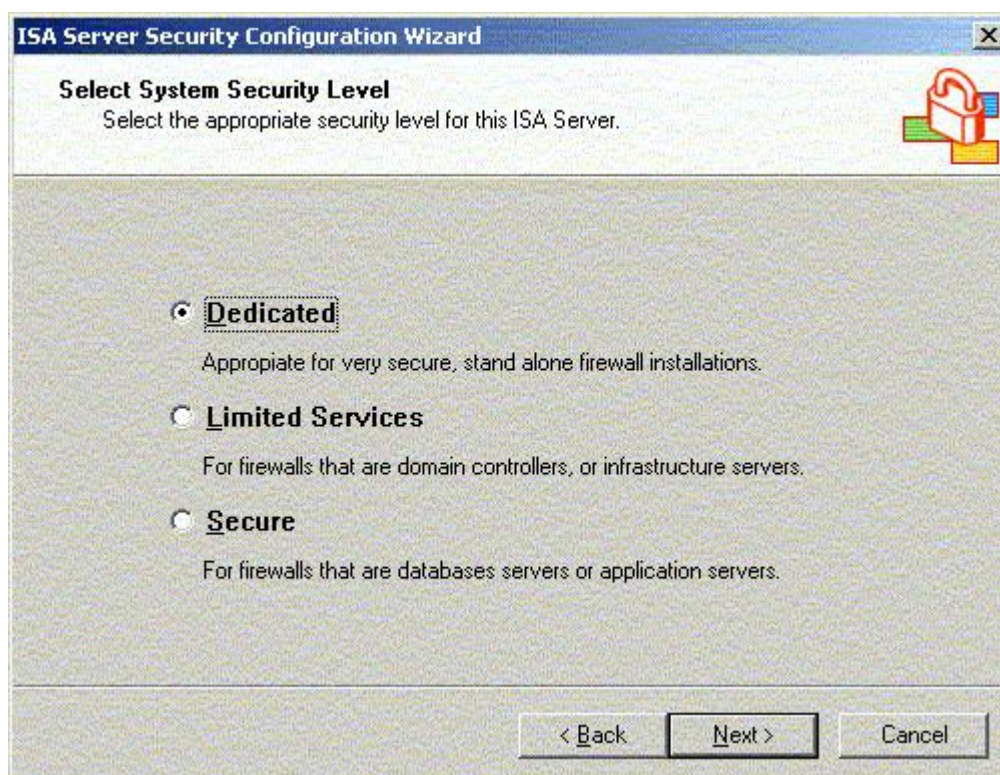 ISA Server Security Configuration Wizard
Select System Security Level
Select the appropriate security level for this ISA Server.
Dedicated
Appropiate for very secure, stand alone firewall installations.
Limited Services
For firewalls that are domain controllers, or infrastructure servers.
Secure
For firewalls that are databases servers or application servers.
< Back
Next >
Cancel